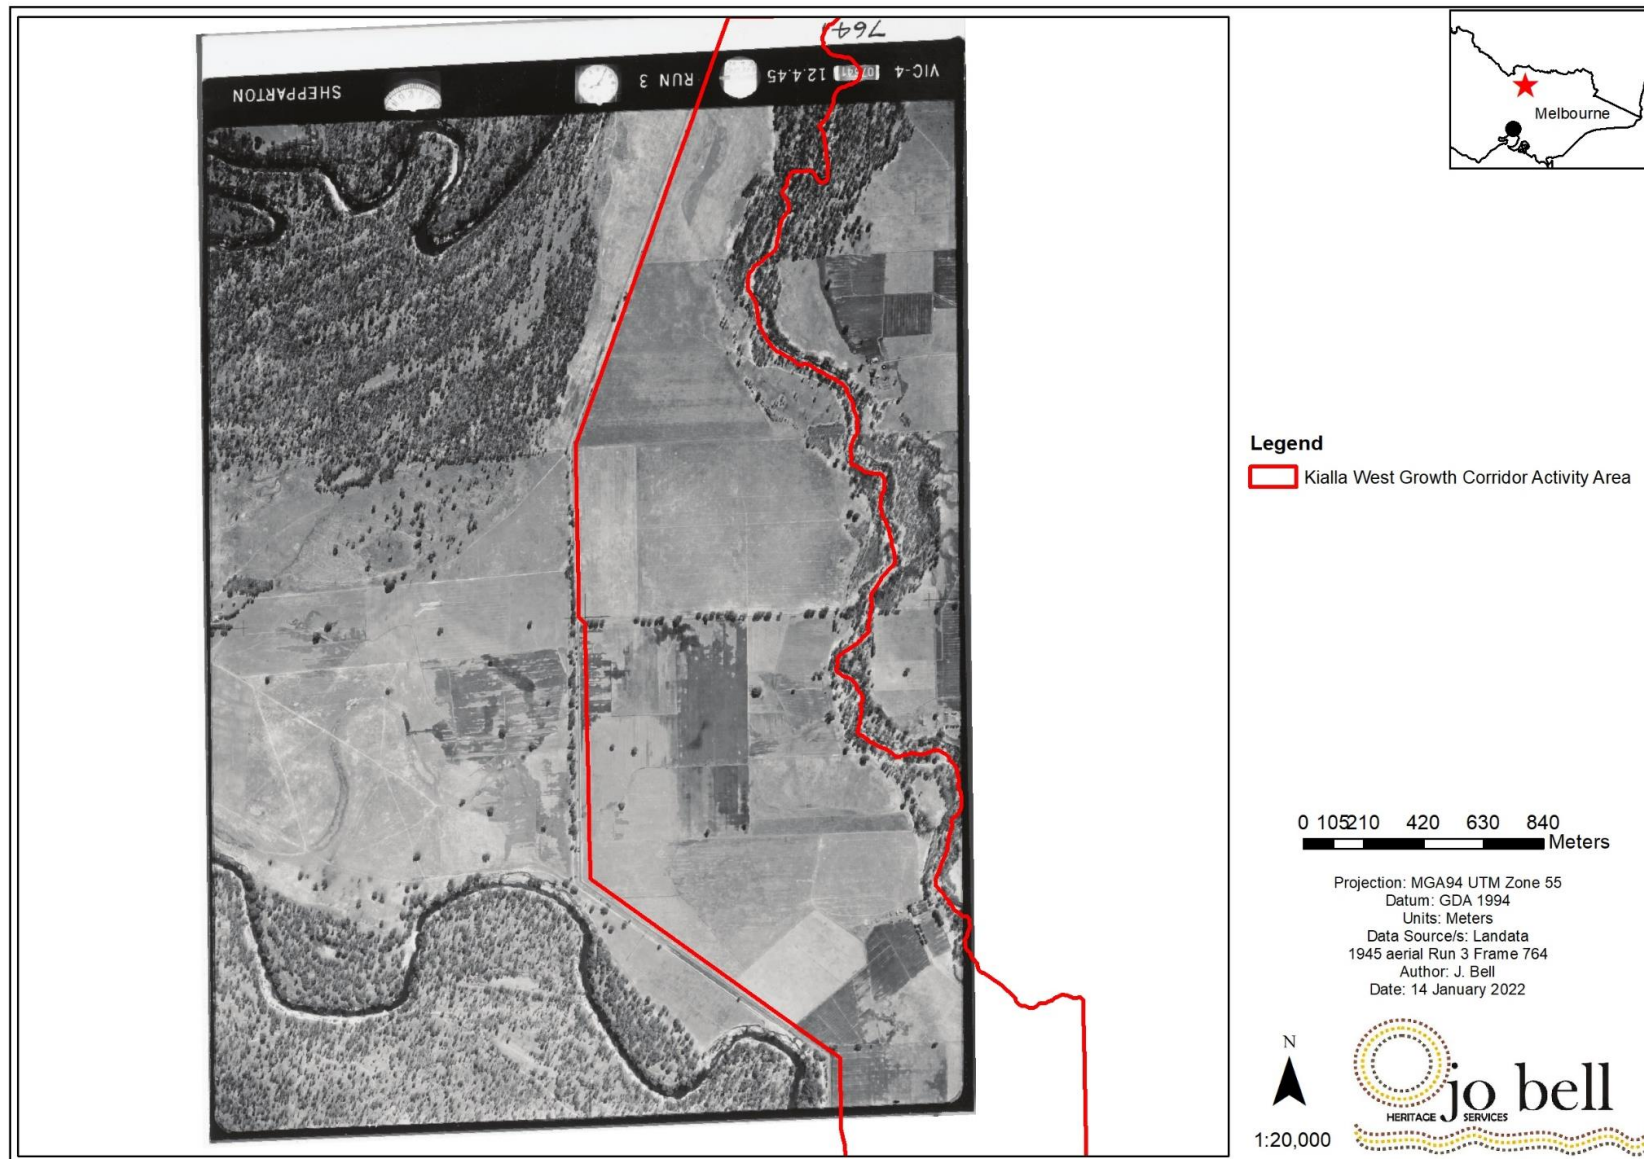 764
VIC-4 12.4.45 RUN 3 SHEPPARTON
Melbourne
Legend
Kialla West Growth Corridor Activity Area
0 105210 420 630 840
Meters
Projection: MGA94 UTM Zone 55
Datum: GDA 1994
Units: Meters
Data Source/s: Landata
1945 aerial Run 3 Frame 764
Author: J. Bell
Date: 14 January 2022
N
1:20,000
jo bell
HERITAGE SERVICES